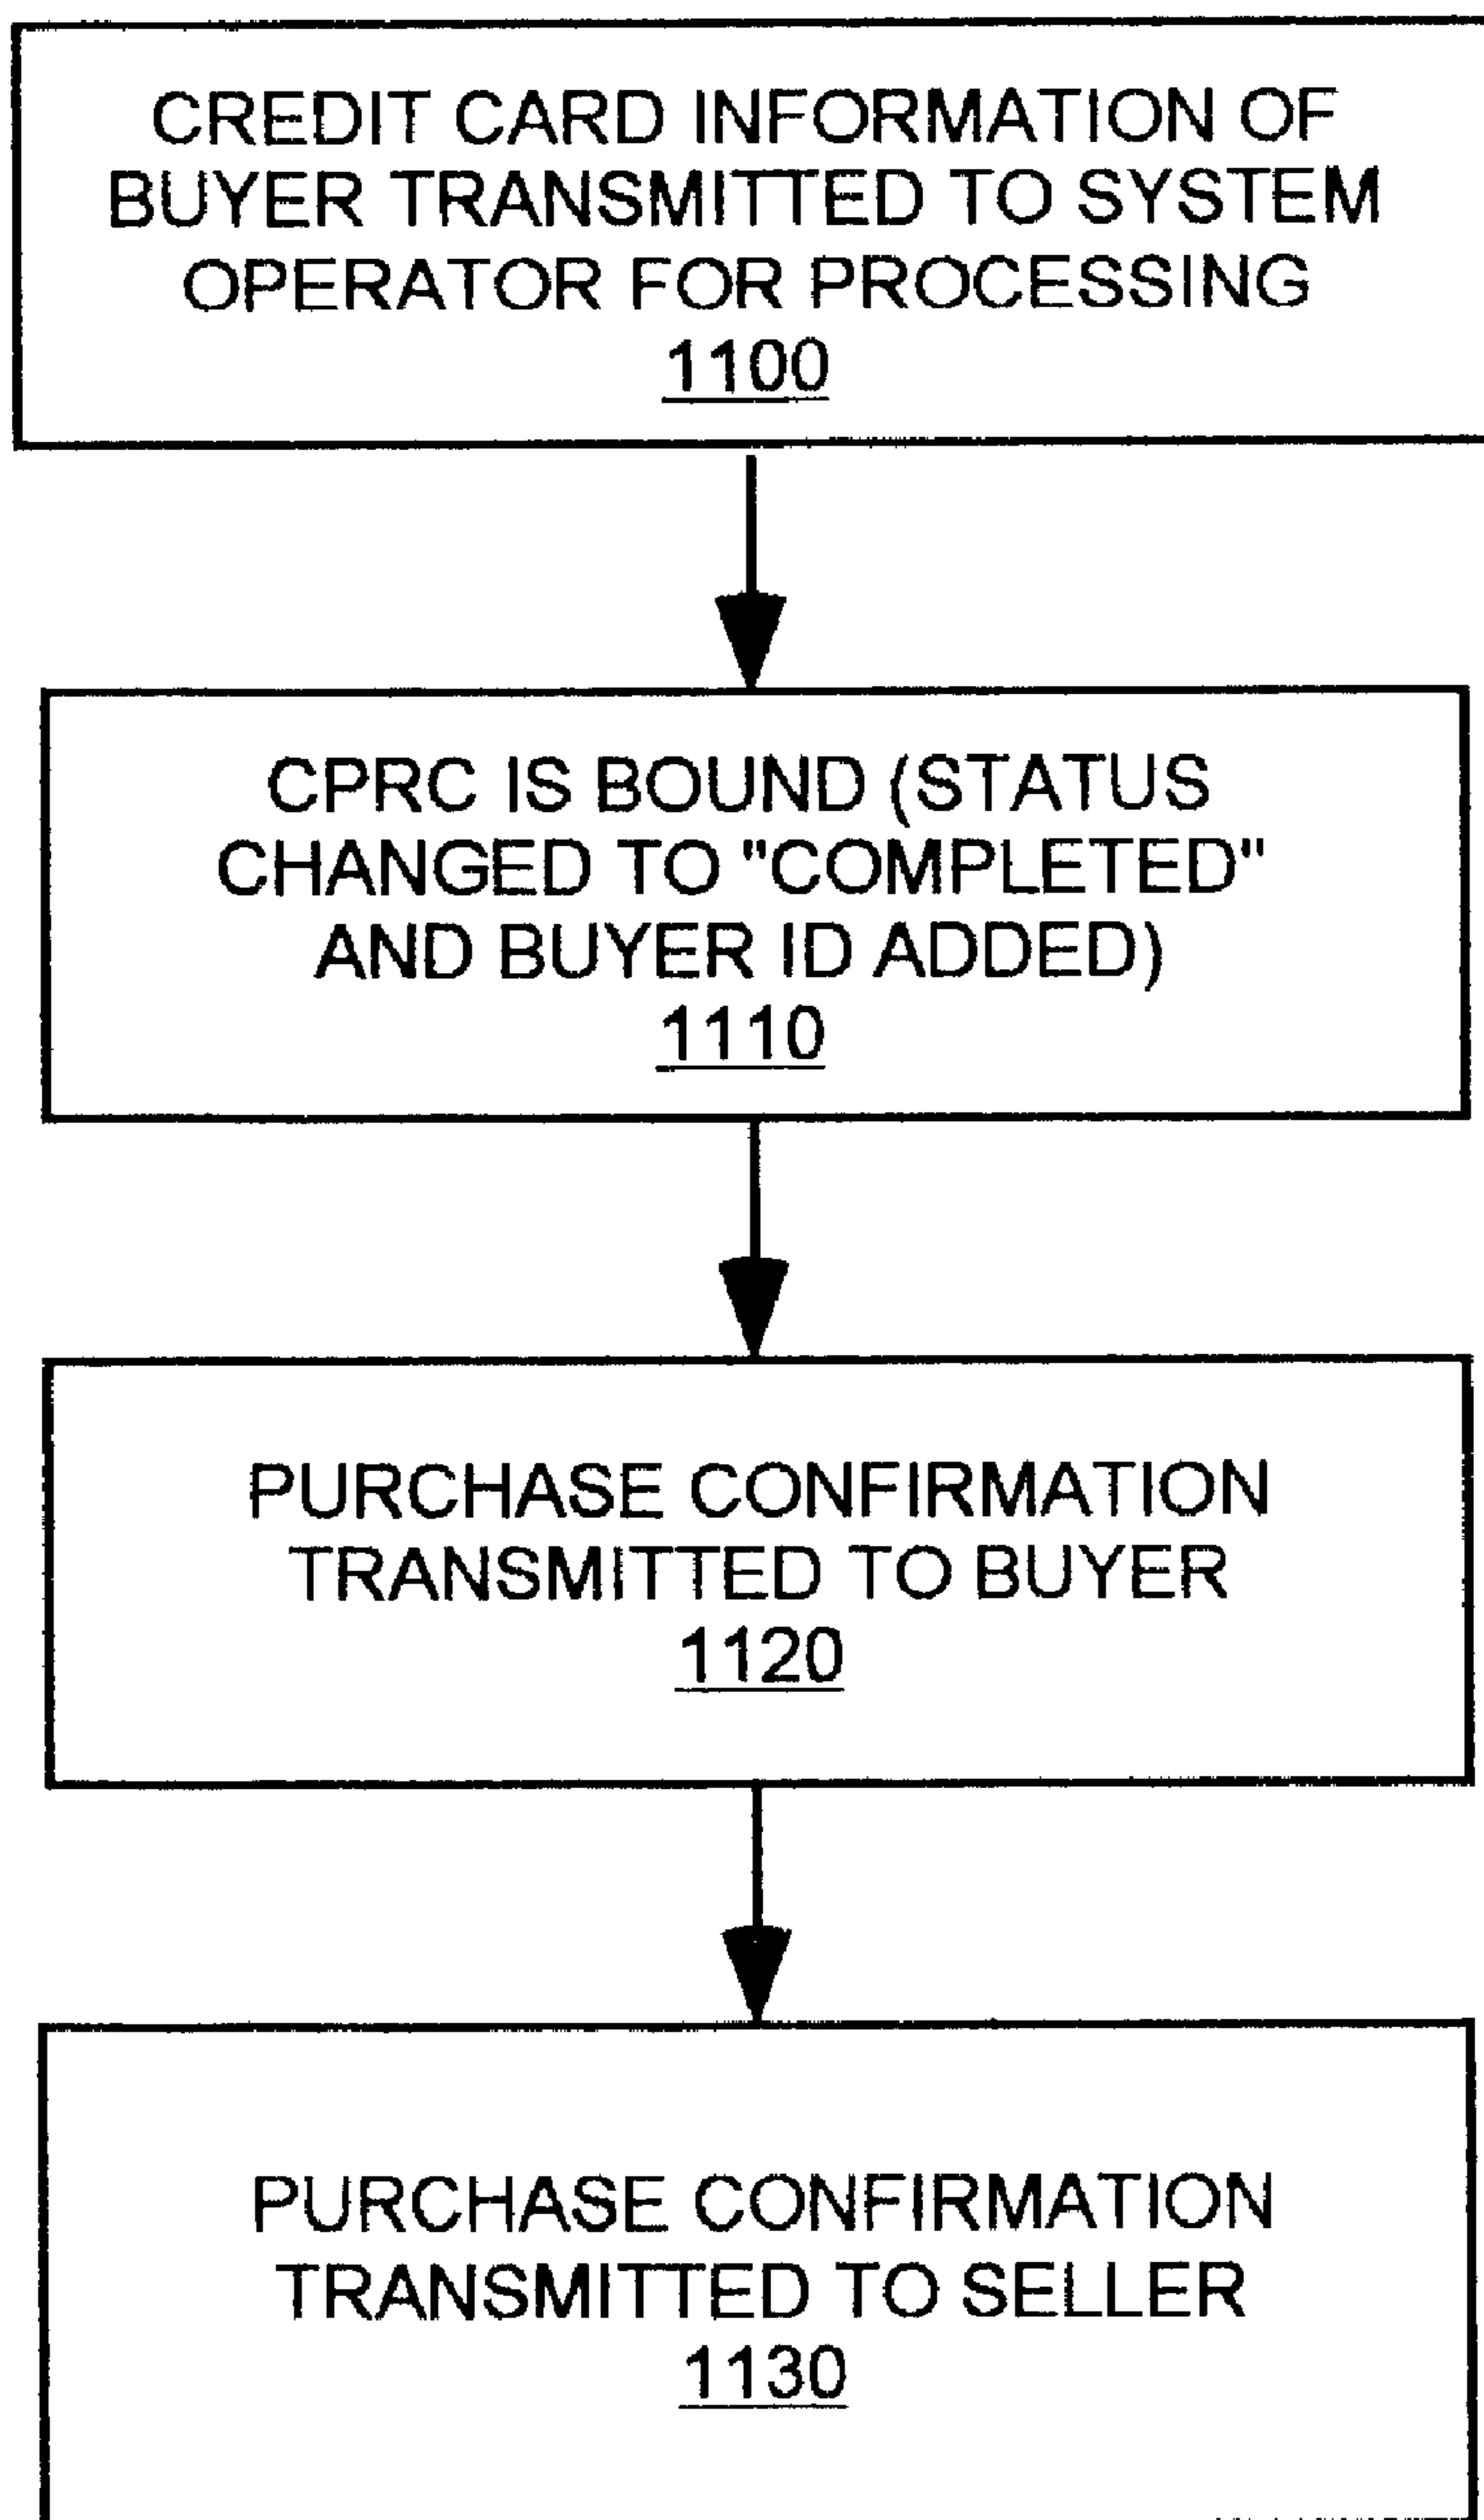 CREDIT CARD INFORMATION OF
BUYER TRANSMITTED TO SYSTEM
OPERATOR FOR PROCESSING
1100
CPRC IS BOUND (STATUS
CHANGED TO "COMPLETED"
AND BUYER ID ADDED)
1110
PURCHASE CONFIRMATION
TRANSMITTED TO BUYER
1120
PURCHASE CONFIRMATION
TRANSMITTED TO SELLER
1130